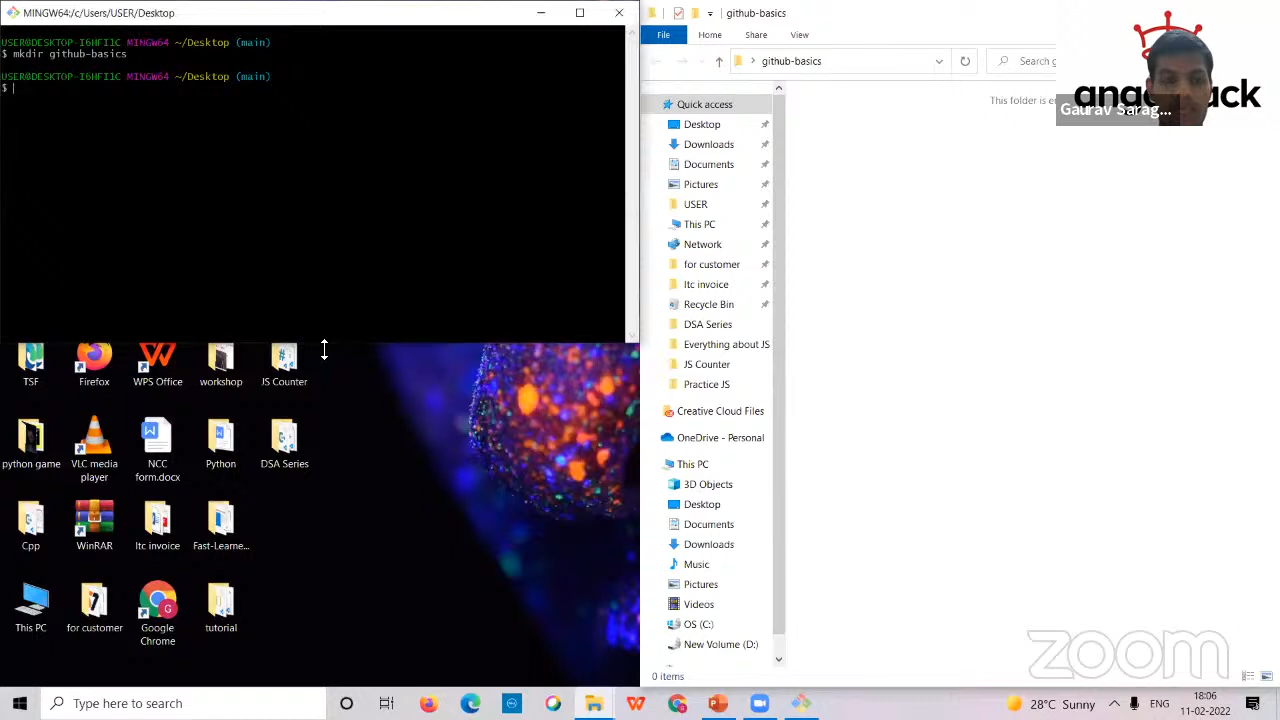 MINGW64:/c/Users/USER/Desktop
USER@DESKTOP-I6HFI1C MINGW64 ~/Desktop (main)
$ mkdir github-basics
USER@DESKTOP-I6HFI1C MINGW64 ~/Desktop (main)
$
github-basics
File
Home
Share
View
github-basics
Search g
This folder is e
Gaurav Sarag...
Quick access
Desktop
Downloads
Documents
Pictures
USER
This PC
Network
for customer
ltc invoice
Recycle Bin
DSA Series
Everything about JS
JS Counter
Practice JS
Creative Cloud Files
OneDrive - Personal
This PC
3D Objects
Desktop
Documents
Downloads
Music
Pictures
Videos
OS (C:)
New Volume (D:)
0 items
TSF
Firefox
WPS Office
workshop
JS Counter
python game
VLC media
player
NCC
form.docx
Python
DSA Series
Cpp
WinRAR
ltc invoice
Fast-Learne...
This PC
for customer
Google
Chrome
tutorial
zoom
Type here to search
28°C Sunny
ENG
18:06
11-02-2022